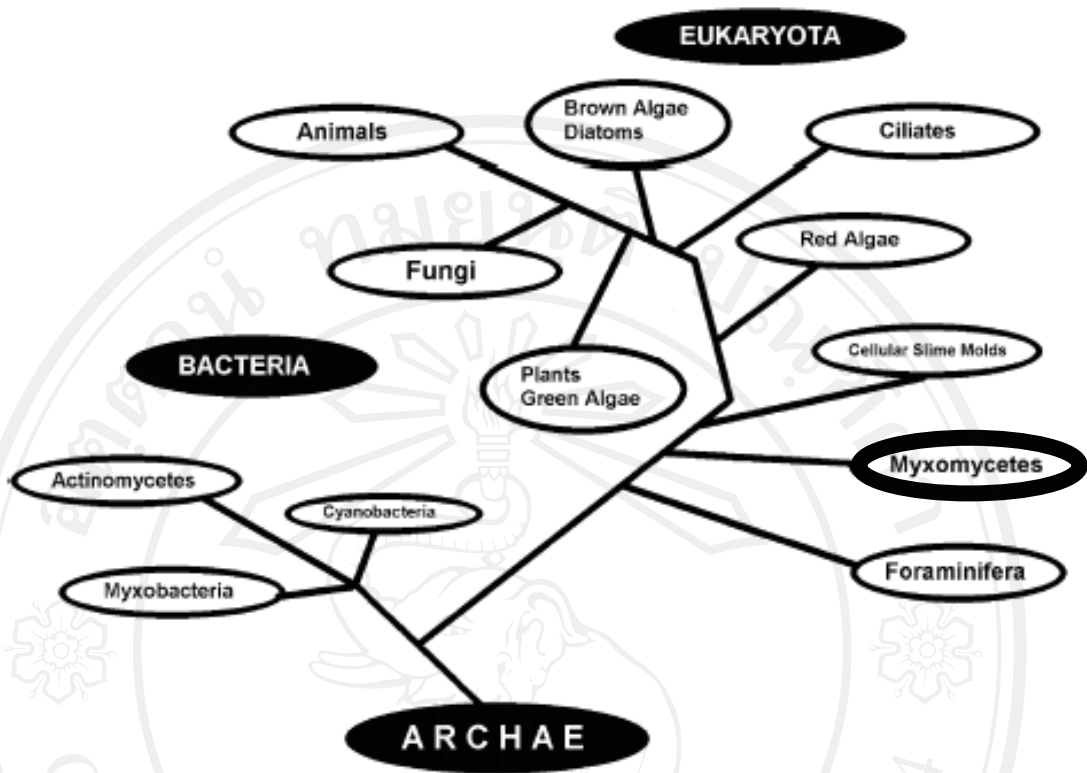 EUKARYOTA
Animals
Brown Algae
Diatoms
Ciliates
Red Algae
Fungi
Cellular Slime Molds
BACTERIA
Plants
Green Algae
Myxomycetes
Actinomycetes
Cyanobacteria
Foraminifera
Myxobacteria
ARCHAE